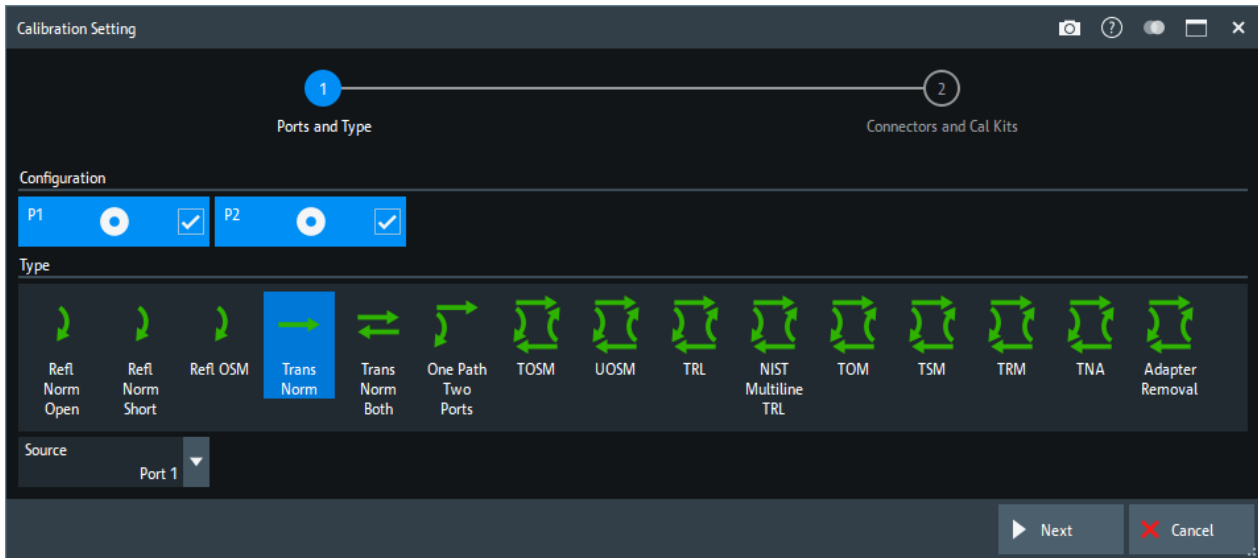 Calibration Setting
?
1
2
Ports and Type
Connectors and Cal Kits
Configuration
P1
P2
Type
Refl
Norm
Open
Refl
Norm
Short
Refl OSM
Trans
Norm
Trans
Norm
Both
One Path
Two
Ports
TOSM
UOSM
TRL
NIST
Multiline
TRL
TOM
TSM
TRM
TNA
Adapter
Removal
Source
Port 1
Next
Cancel